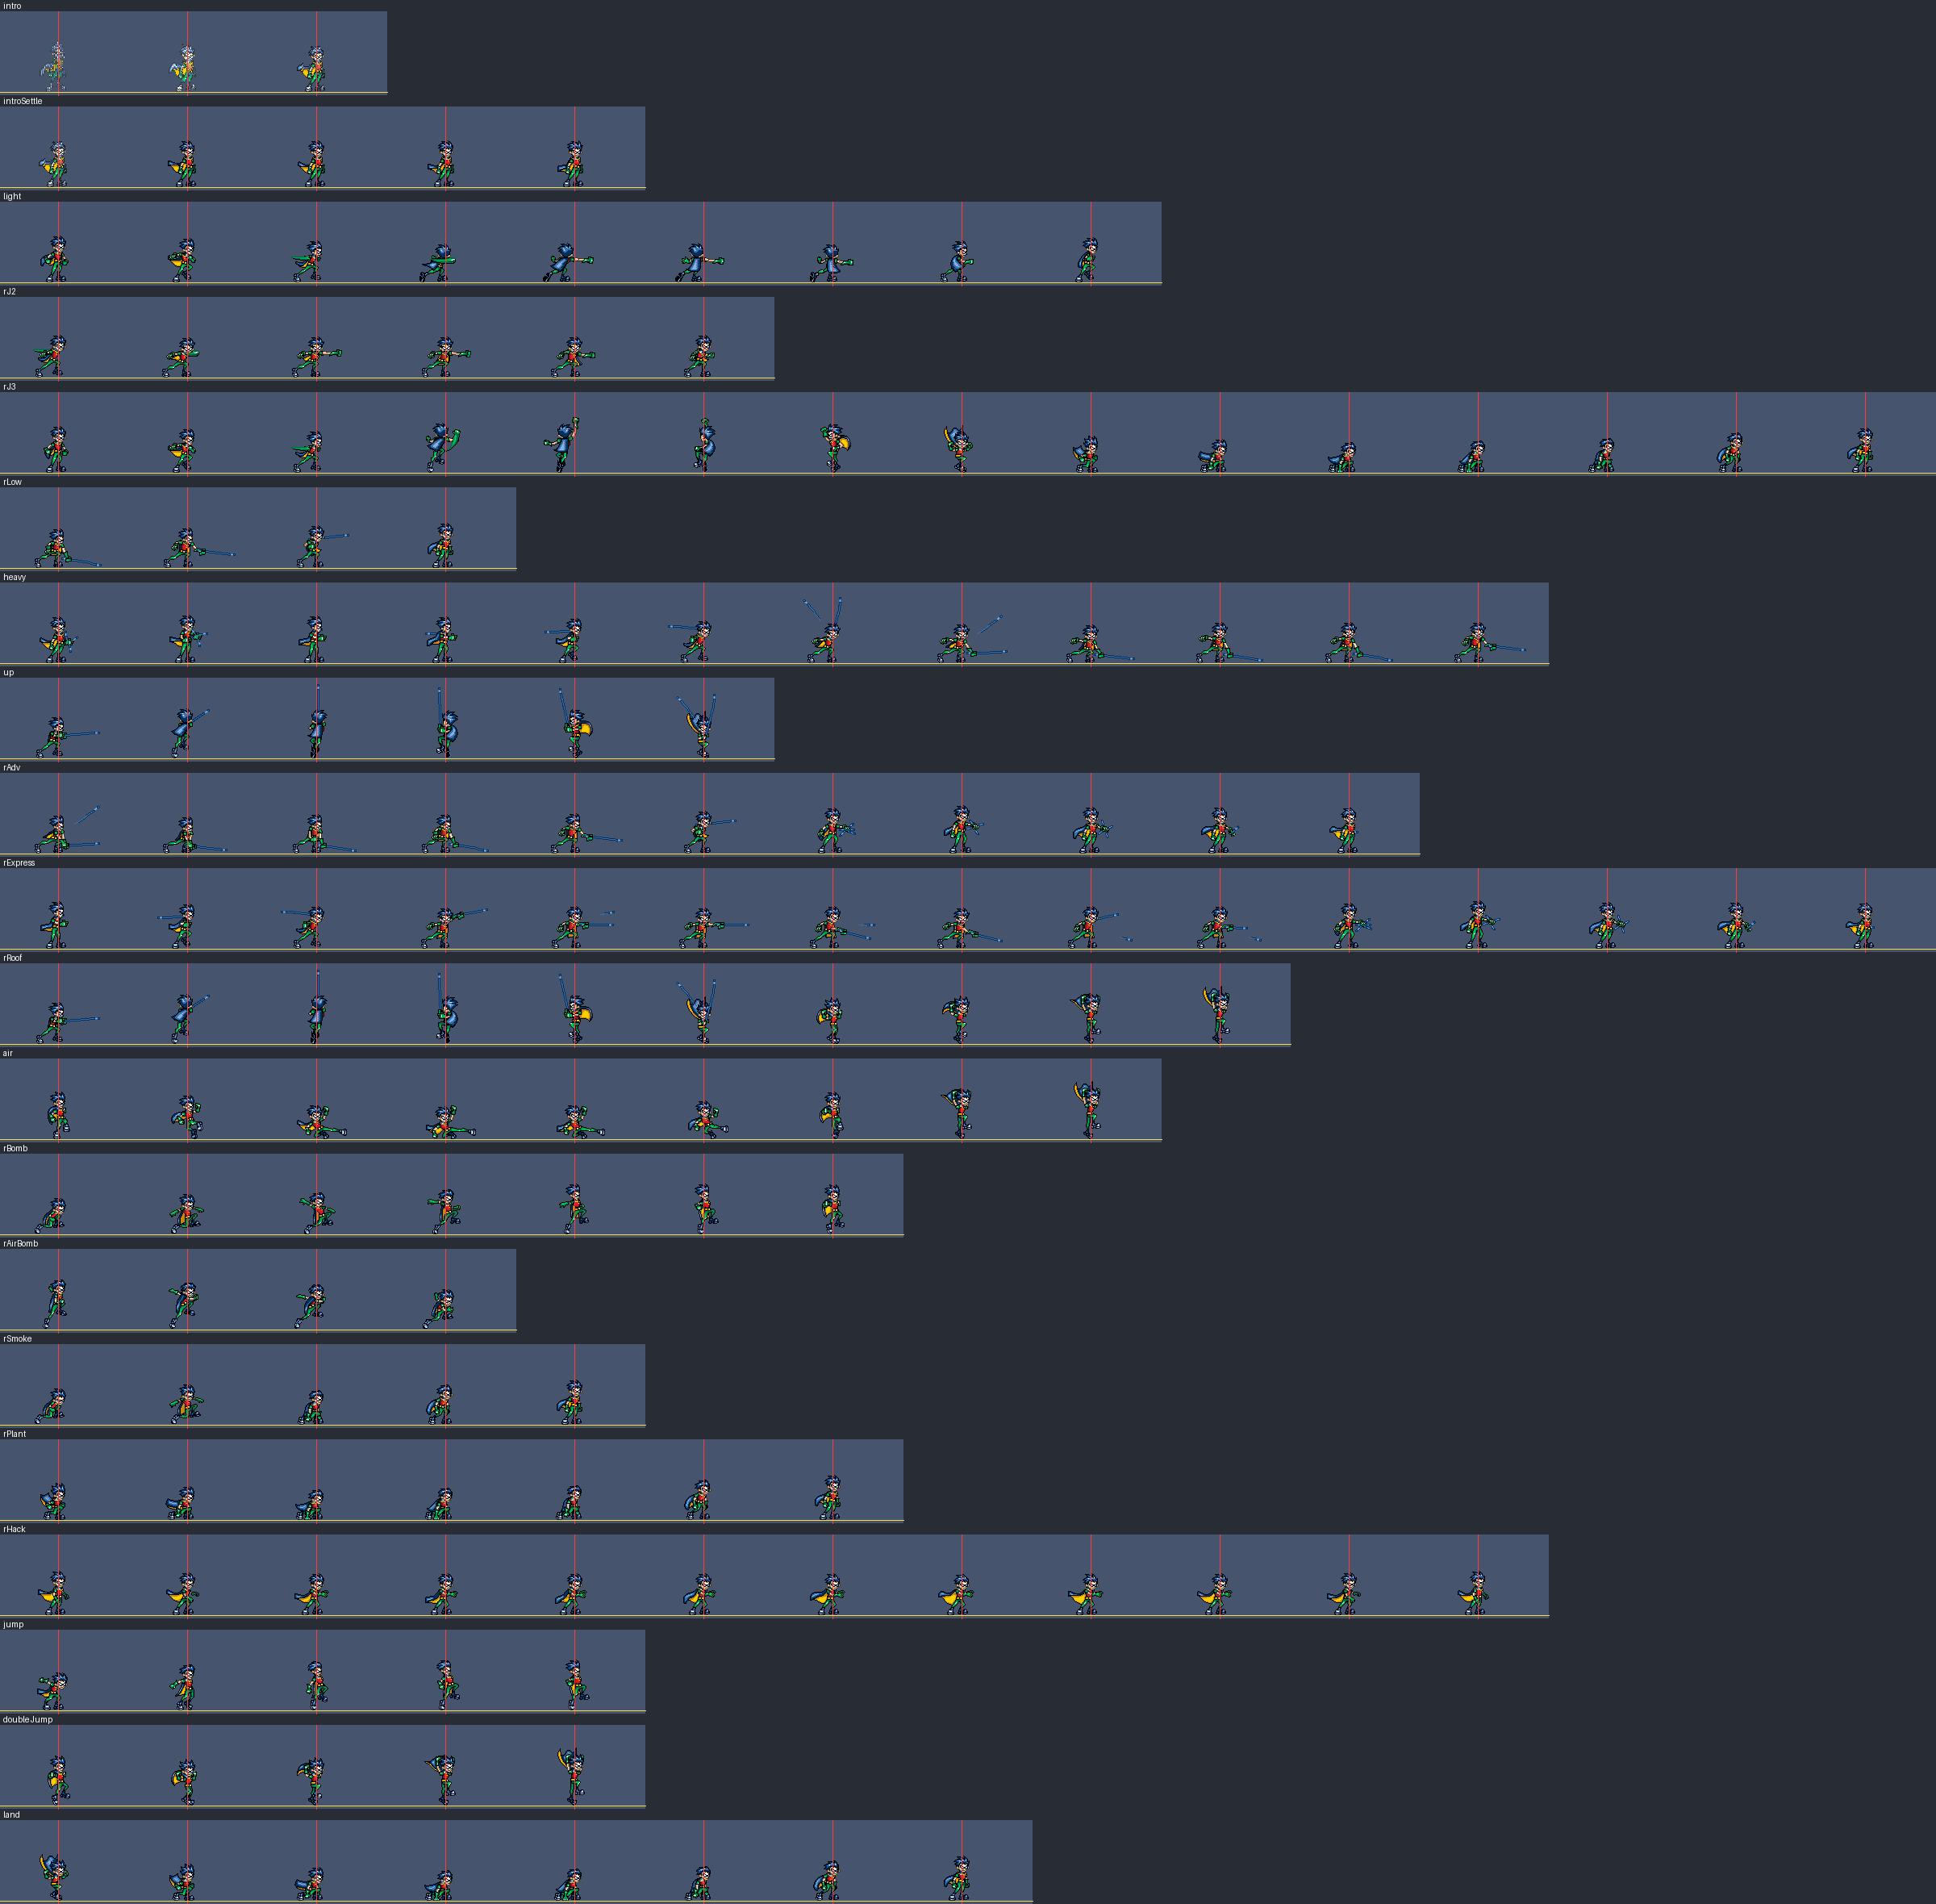 intro
introSettle
light
rJ2
rJ3
rLow
heavy
up
rAdv
rExpress
rRoof
air
rBomb
rAirBomb
rSmoke
rPlant
rHack
jump
doubleJump
land